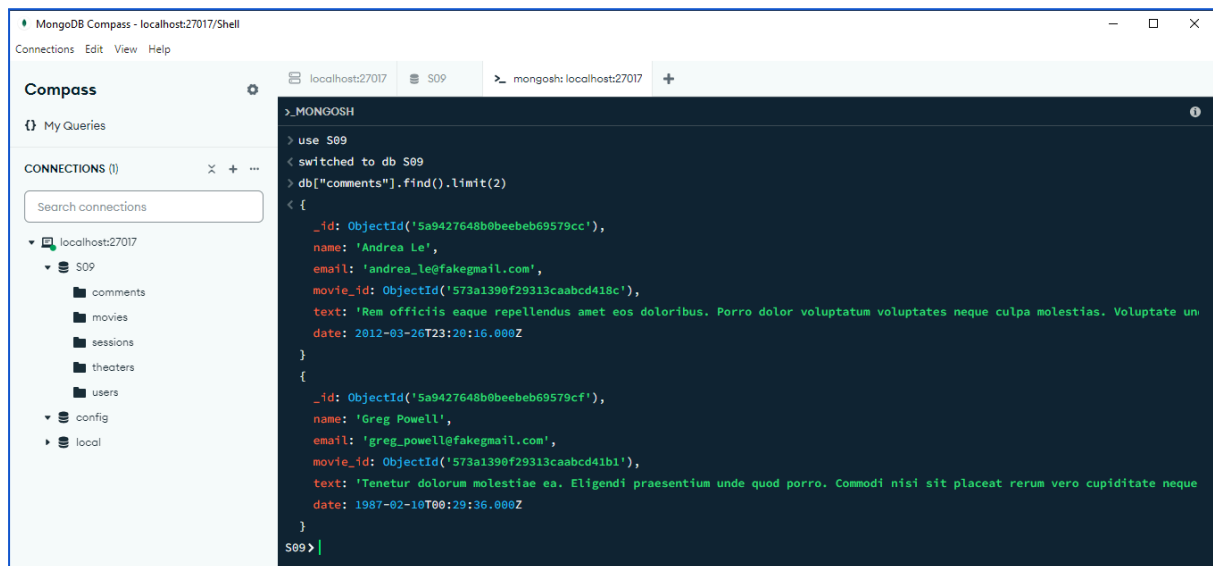 MongoDB Compass - localhost:27017/Shell
Connections Edit View Help
Compass
{} My Queries
CONNECTIONS (1)
Search connections
localhost:27017
S09
comments
movies
sessions
theaters
users
config
local
localhost:27017 S09 >_ mongosh: localhost:27017
>_MONGOSH
> use S09
< switched to db S09
> db["comments"].find().limit(2)
< {
_id: ObjectId('5a9427648b0beebeb69579cc'),
name: 'Andrea Le',
email: 'andrea_le@fakegmail.com',
movie_id: ObjectId('573a1390f29313caabcd418c'),
text: 'Rem officiis eaque repellendus amet eos doloribus. Porro dolor voluptatum voluptates neque culpa molestias. Voluptate
date: 2012-03-26T23:20:16.000Z
}
{
_id: ObjectId('5a9427648b0beebeb69579cf'),
name: 'Greg Powell',
email: 'greg_powell@fakegmail.com',
movie_id: ObjectId('573a1390f29313caabcd41b1'),
text: 'Tenetur dolorum molestiae ea. Eligendi praesentium unde quod porro. Commodi nisi sit placeat rerum vero cupiditate neque
date: 1987-02-10T00:29:36.000Z
}
S09>